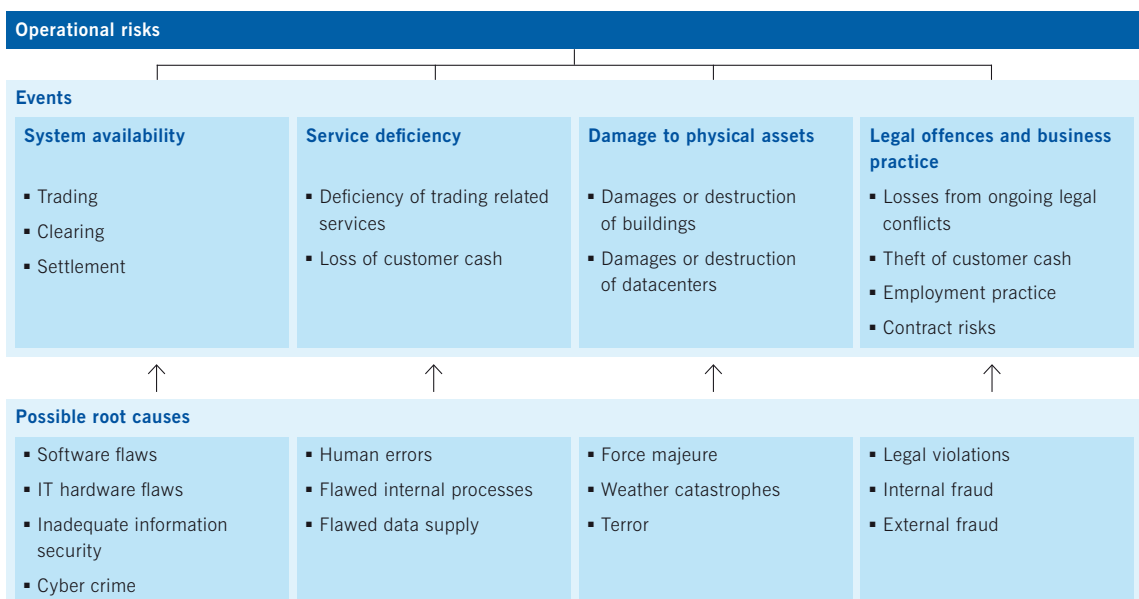 Operational risks
Events
System availability
▪ Trading
▪ Clearing
▪ Settlement
Service deficiency
▪ Deficiency of trading related
services
▪ Loss of customer cash
Damage to physical assets
▪ Damages or destruction
of buildings
▪ Damages or destruction
of datacenters
Legal offences and business
practice
▪ Losses from ongoing legal
conflicts
▪ Theft of customer cash
▪ Employment practice
▪ Contract risks
Possible root causes
▪ Software flaws
▪ IT hardware flaws
▪ Inadequate information
security
▪ Cyber crime
▪ Human errors
▪ Flawed internal processes
▪ Flawed data supply
▪ Force majeure
▪ Weather catastrophes
▪ Terror
▪ Legal violations
▪ Internal fraud
▪ External fraud